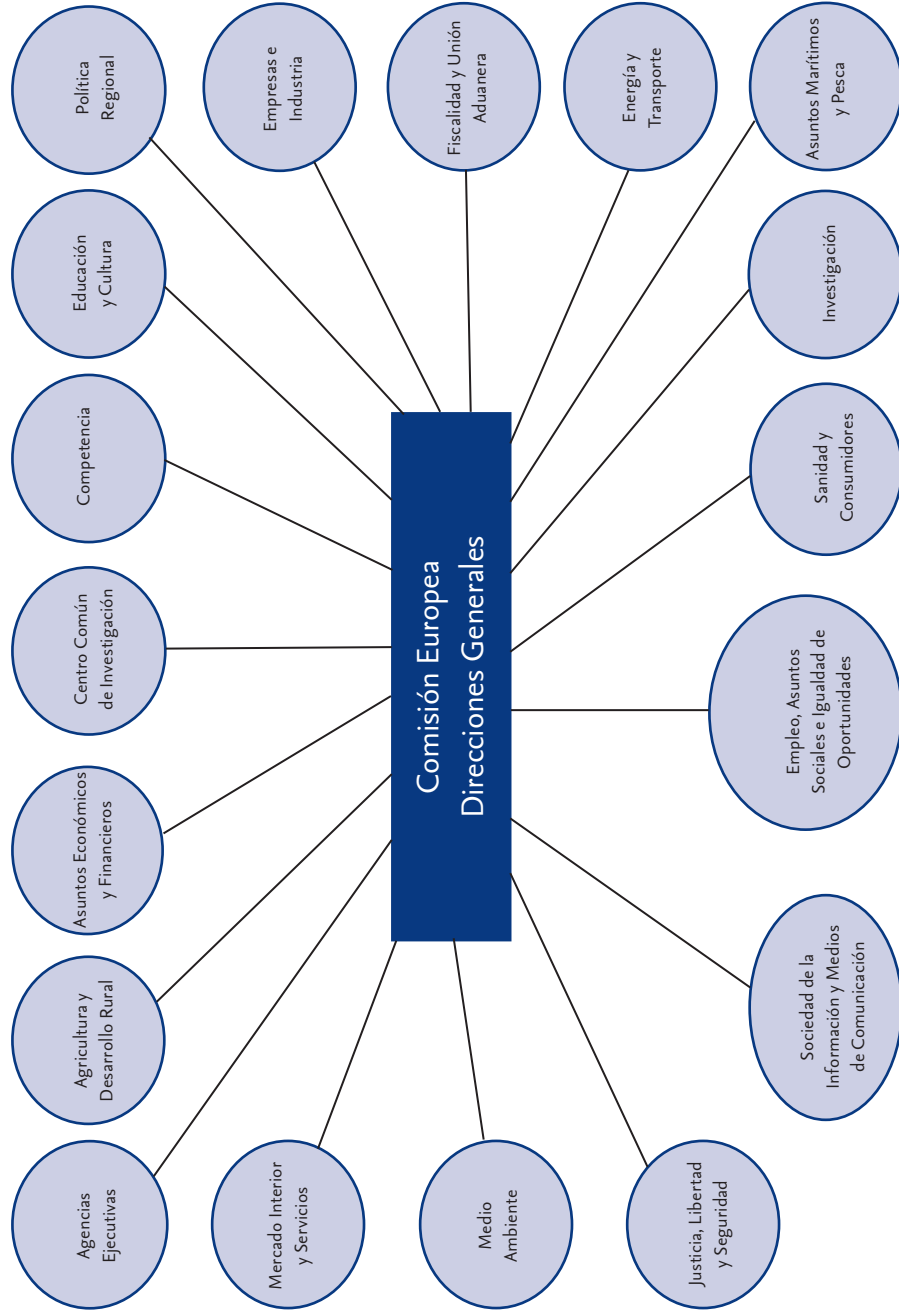 Agencias
Ejecutivas
Agricultura y
Desarrollo Rural
Asuntos Económicos
y Financieros
Centro Común
de Investigación
Competencia
Educación
y Cultura
Política
Regional
Mercado Interior
y Servicios
Empresas e
Industria
Medio
Ambiente
Comisión Europea
Direcciones Generales
Fiscalidad y Unión
Aduanera
Justicia, Libertad
y Seguridad
Energía y
Transporte
Sociedad de la
Información y Medios
de Comunicación
Empleo, Asuntos
Sociales e Igualdad de
Oportunidades
Sanidad y
Consumidores
Investigación
Asuntos Marítimos
y Pesca